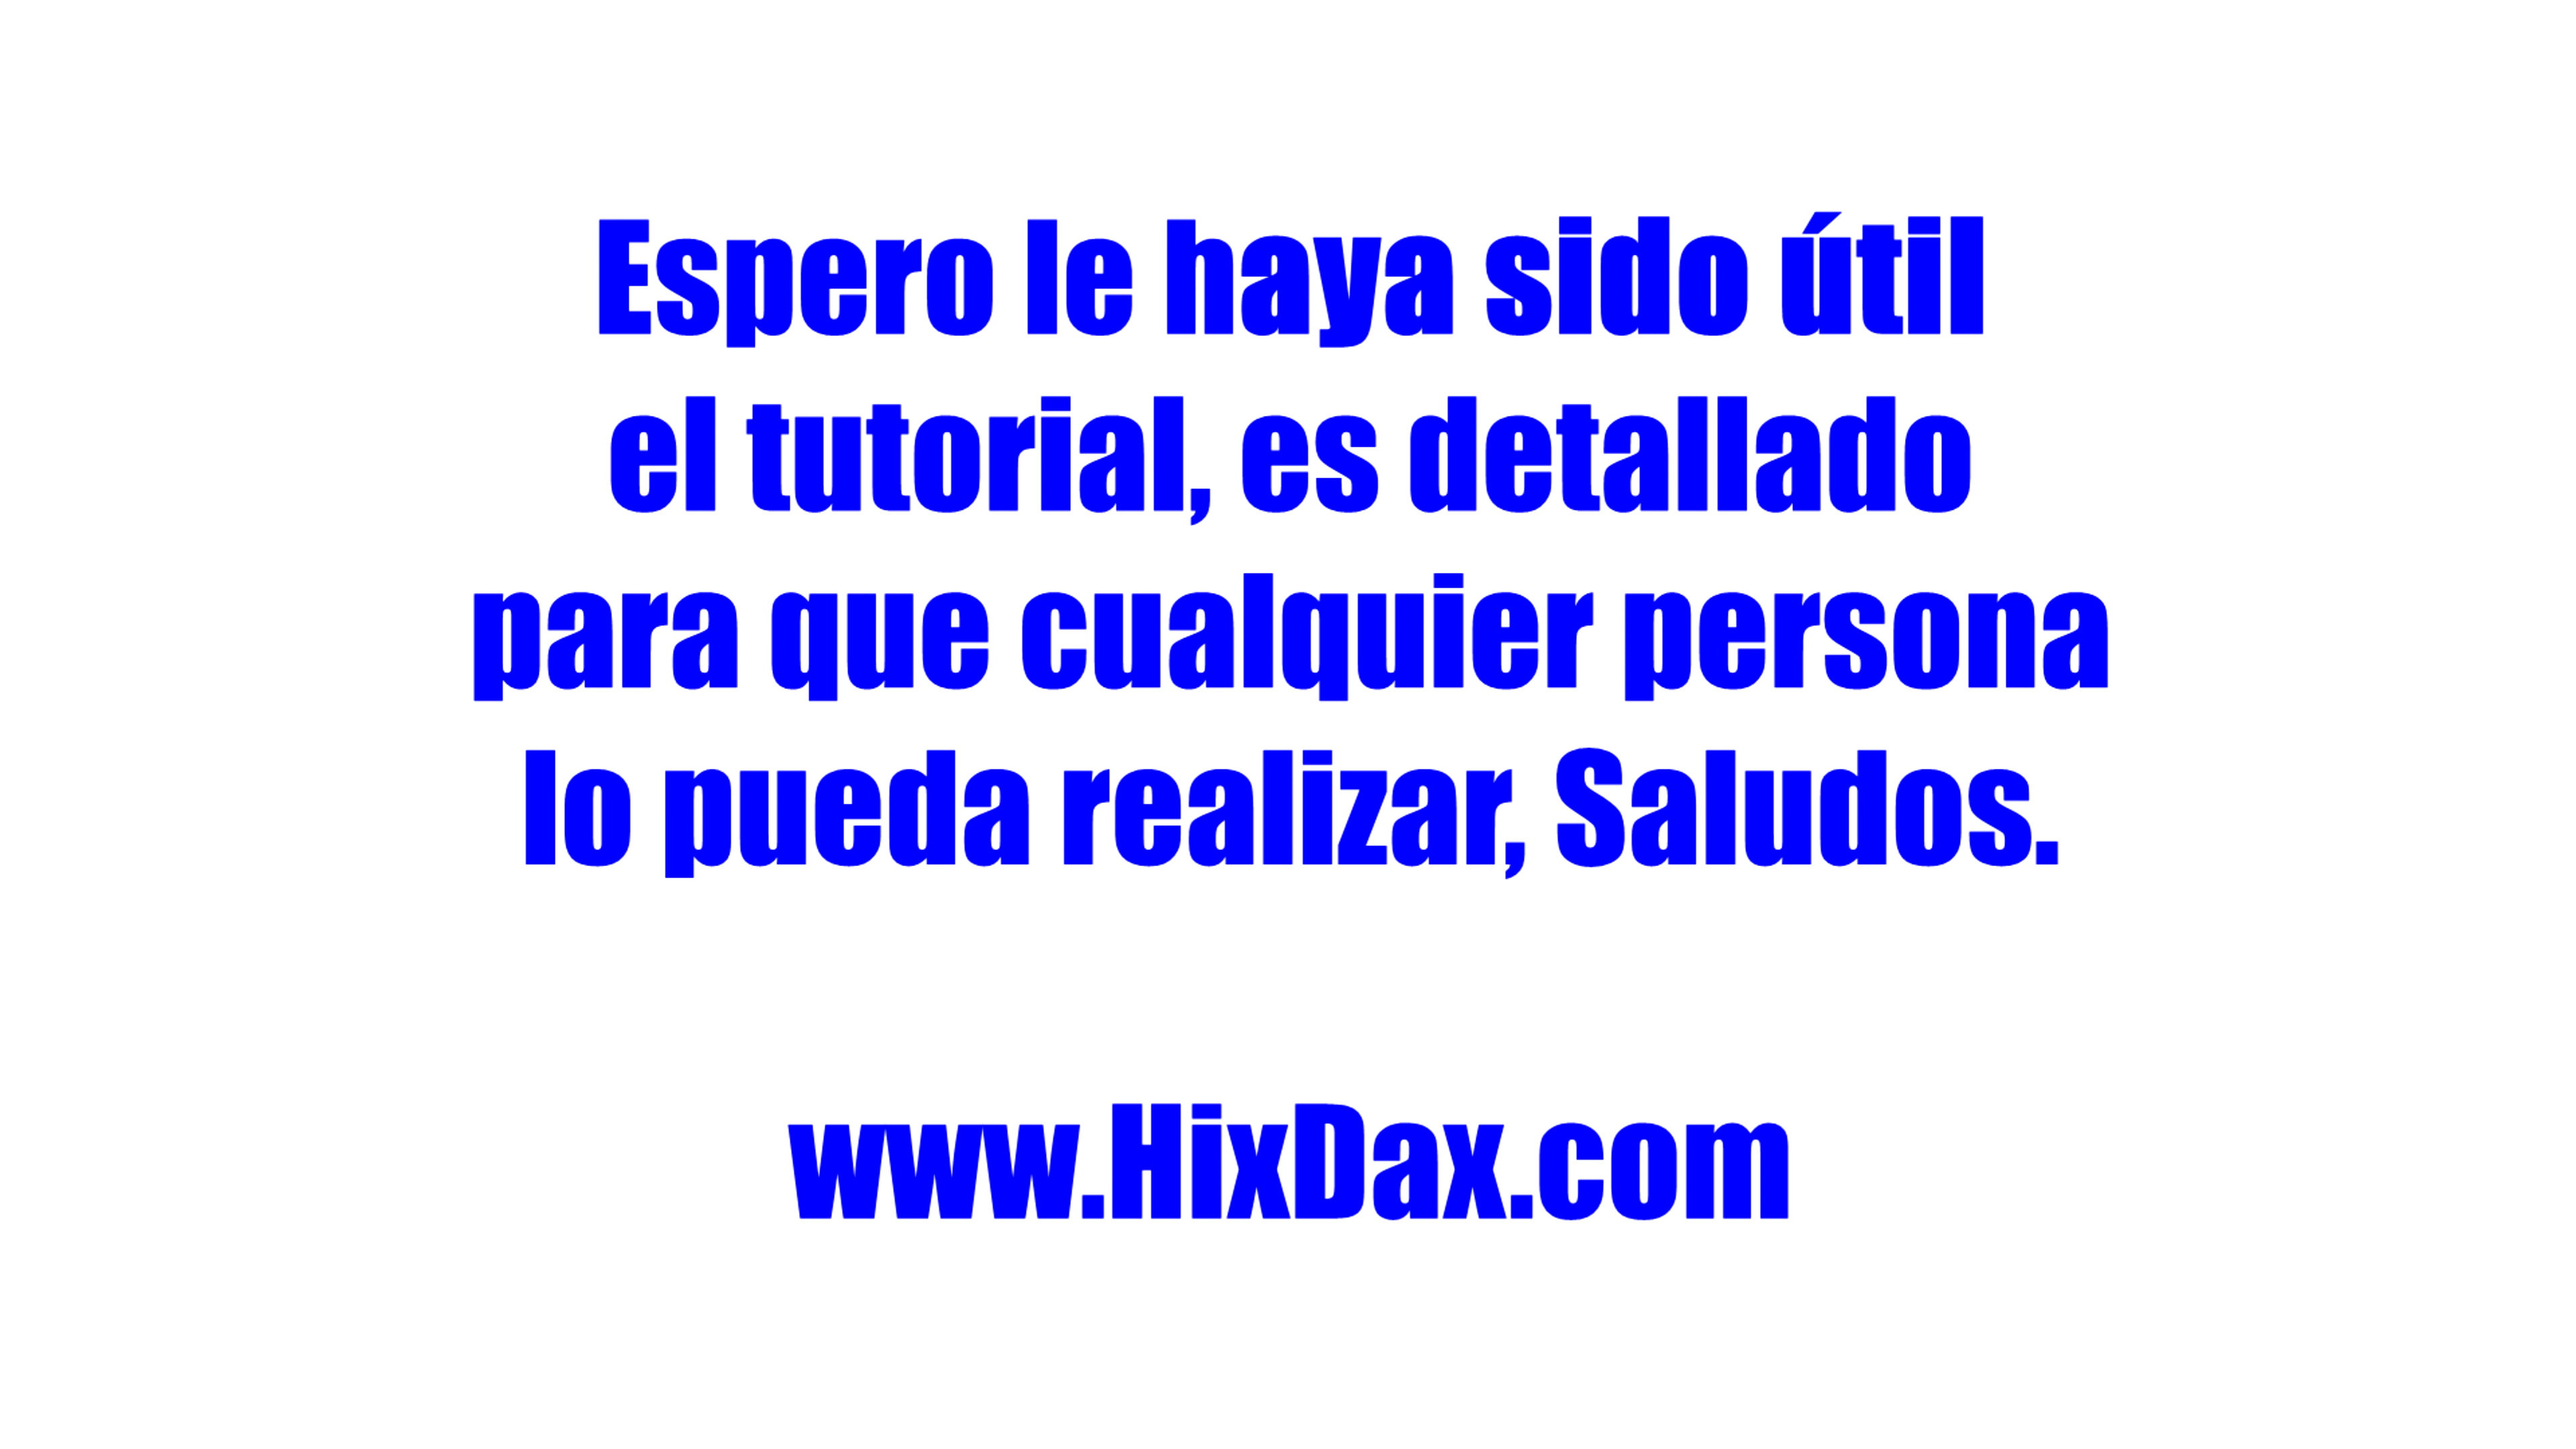 Espero le haya sido útil
el tutorial, es detallado
para que cualquier persona
lo pueda realizar, Saludos.
www.HixDax.com